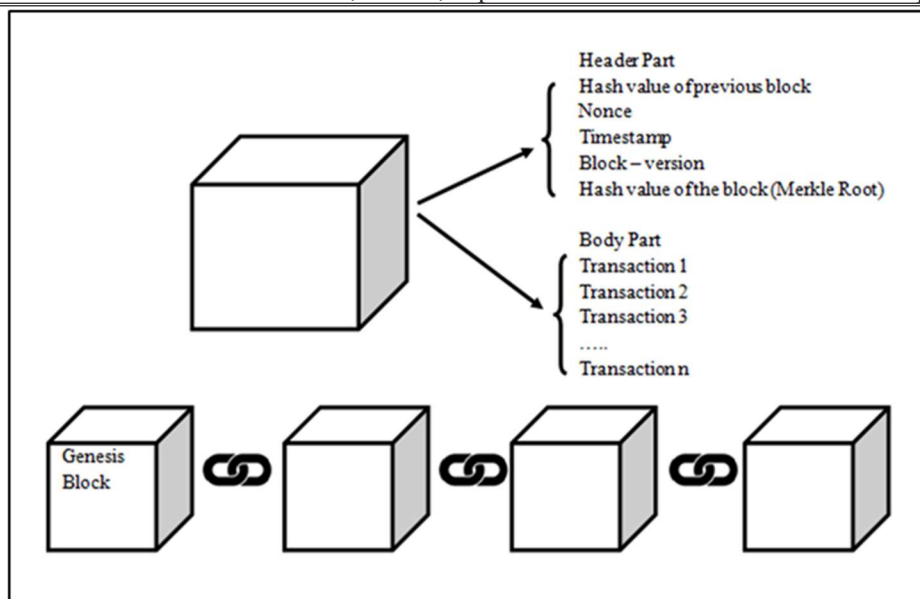 Header Part
Hash value of previous block
Nonce
Timestamp
Block – version
Hash value of the block (Merkle Root)
Body Part
Transaction 1
Transaction 2
Transaction 3
.....
Transaction n
Genesis
Block